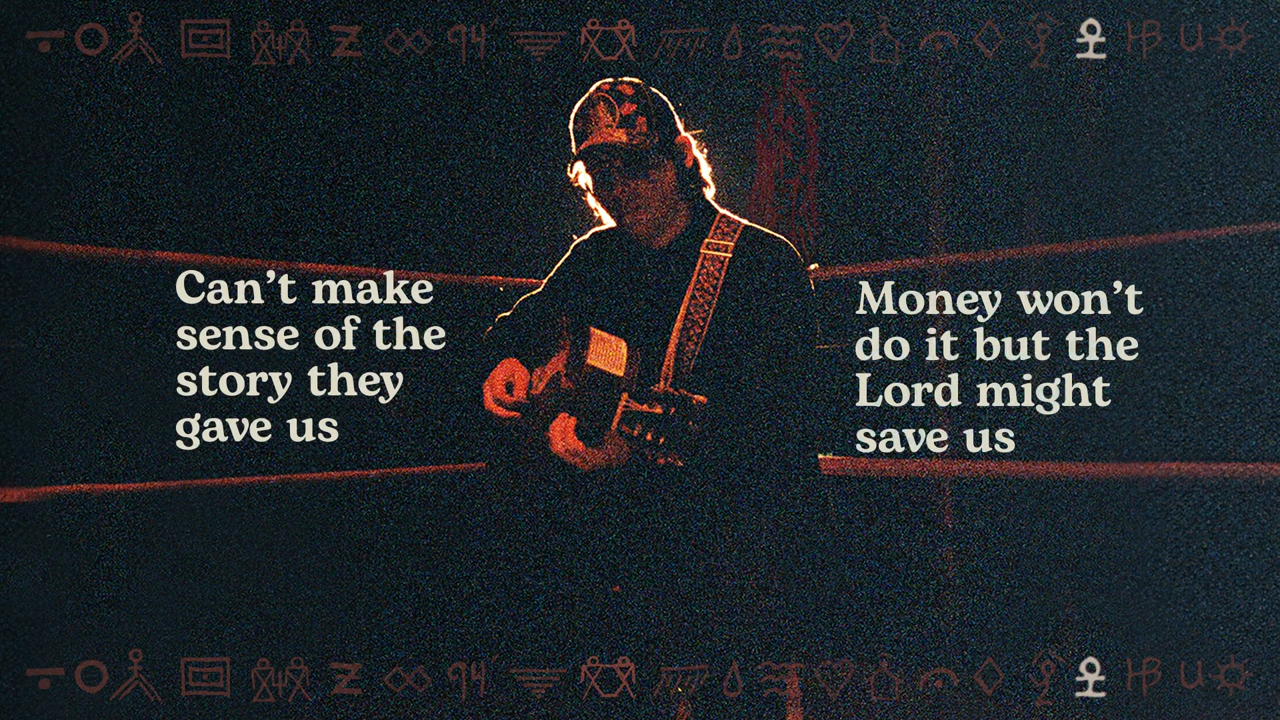 Can’t make
sense of the
story they
gave us
Money won’t
do it but the
Lord might
save us